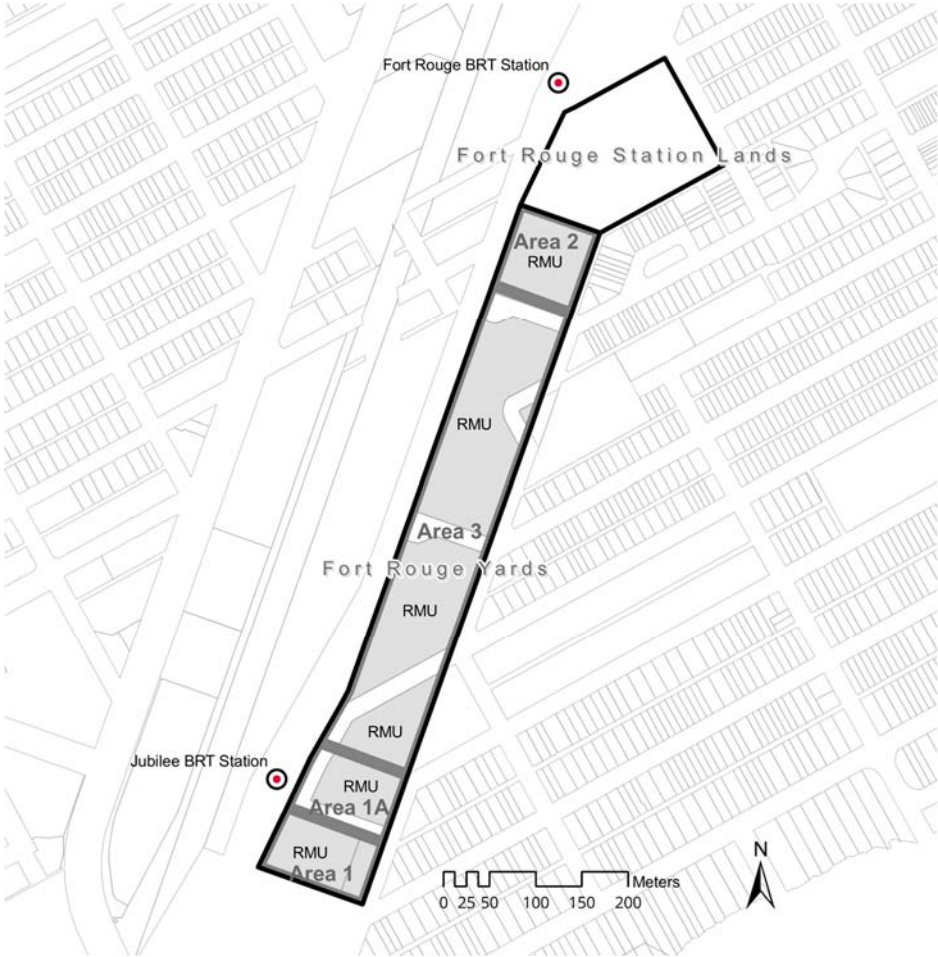 Fort Rouge BRT Station
Fort Rouge Station Lands
Area 2
RMU
RMU
Area 3
Fort Rouge Yards
RMU
RMU
Jubilee BRT Station
RMU
Area 1A
RMU
Area 1
N
Meters
0 25 50 100 150 200